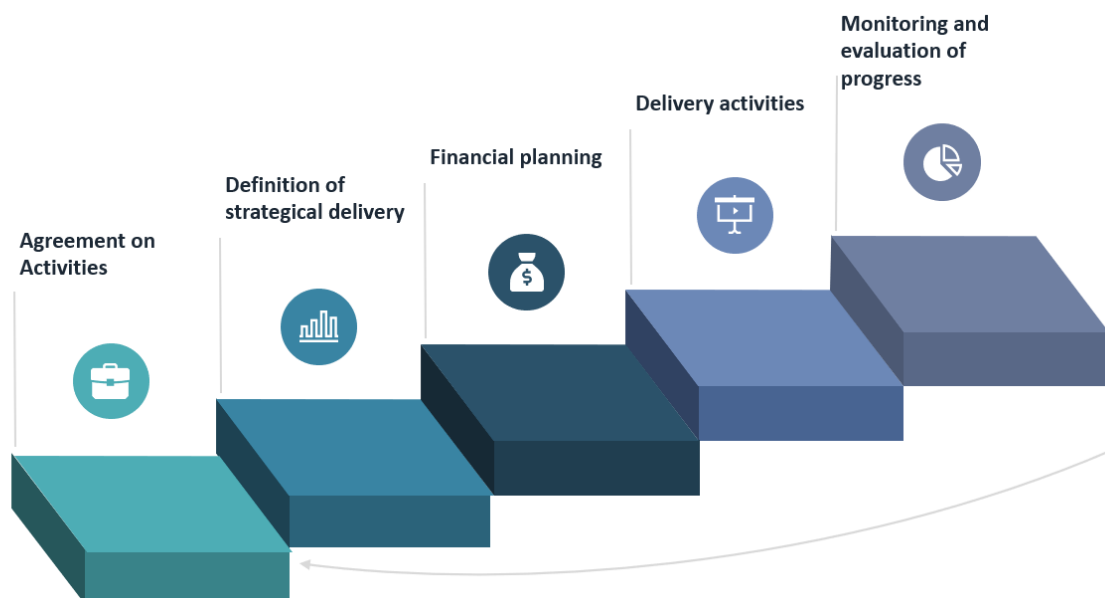 Agreement on
Activities
Definition of
strategical delivery
Financial planning
$
Delivery activities
Monitoring and
evaluation of
progress